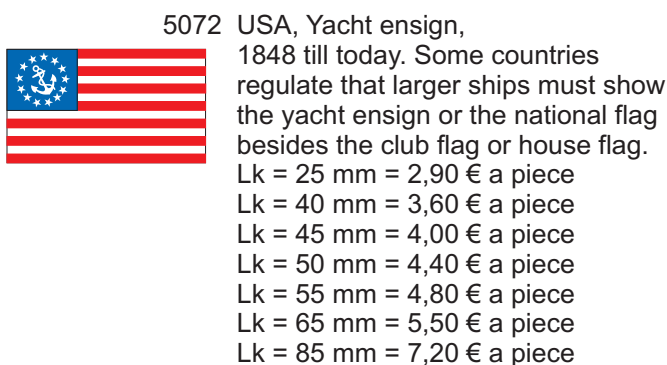 5072 USA, Yacht ensign,
1848 till today. Some countries
regulate that larger ships must show
the yacht ensign or the national flag
besides the club flag or house flag.
Lk = 25 mm = 2,90 € a piece
Lk = 40 mm = 3,60 € a piece
Lk = 45 mm = 4,00 € a piece
Lk = 50 mm = 4,40 € a piece
Lk = 55 mm = 4,80 € a piece
Lk = 65 mm = 5,50 € a piece
Lk = 85 mm = 7,20 € a piece